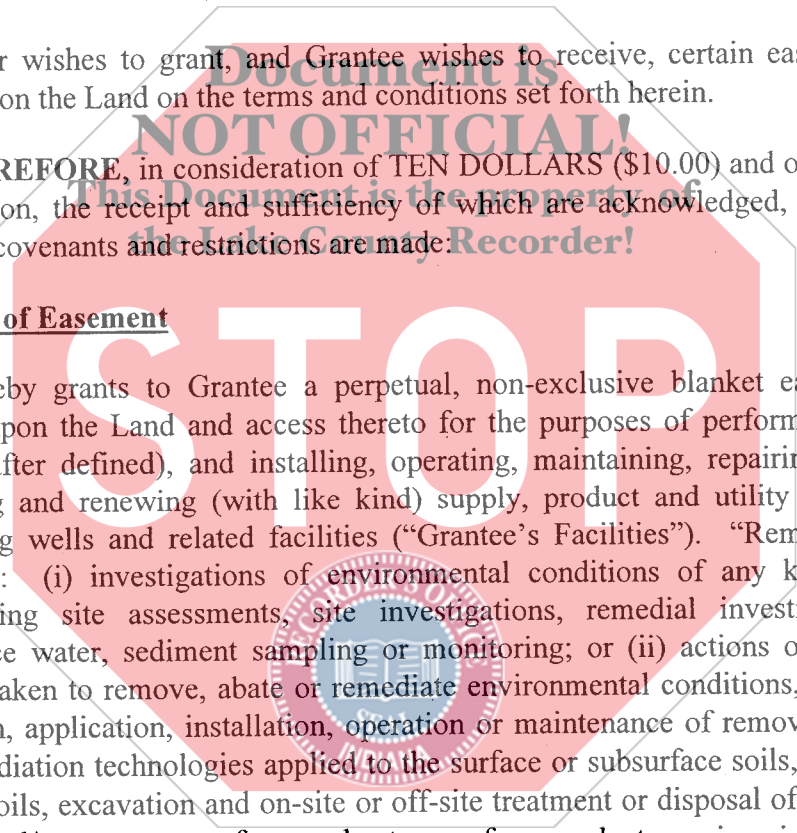 r wishes to grant, and Grantee wishes to receive, certain eas
on the Land on the terms and conditions set forth herein.
REFORE, in consideration of TEN DOLLARS ($10.00) and o
on, the receipt and sufficiency of which are acknowledged,
covenants and restrictions are made:
of Easement
eby grants to Grantee a perpetual, non-exclusive blanket ea
pon the Land and access thereto for the purposes of perform
after defined), and installing, operating, maintaining, repairin
g and renewing (with like kind) supply, product and utility
g wells and related facilities (“Grantee’s Facilities”). “Rem
: (i) investigations of environmental conditions of any k
ing site assessments, site investigations, remedial investi
ce water, sediment sampling or monitoring; or (ii) actions o
aken to remove, abate or remediate environmental conditions,
n, application, installation, operation or maintenance of remov
diation technologies applied to the surface or subsurface soils,
oils, excavation and on-site or off-site treatment or disposal of
Document is
NOT OFFICIAL!
This Document is the property of
the Lake County Recorder!
STOP
RECORDER'S OFFICE
INDIANA